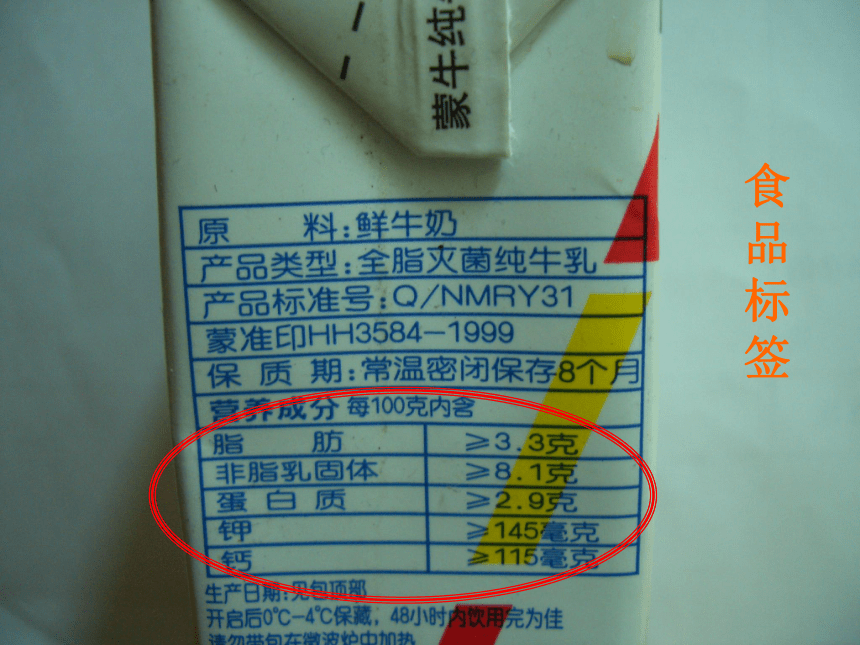 蒙牛纯
原料:鲜牛奶
产品类型:全脂灭菌纯牛乳
产品标准号:Q/NMRY31
蒙准印HH3584-1999
保质期:常温密闭保存8个月
营养成分 每100克内含
脂肪 ≥3.3克
非脂乳固体 ≥8.1克
蛋白质 ≥2.9克
钾 ≥145毫克
钙 ≥115毫克
生产日期:见包顶部
开启后0℃-4℃保藏,48小时内饮用完为佳
请勿带包在微波炉中加热
食品标签